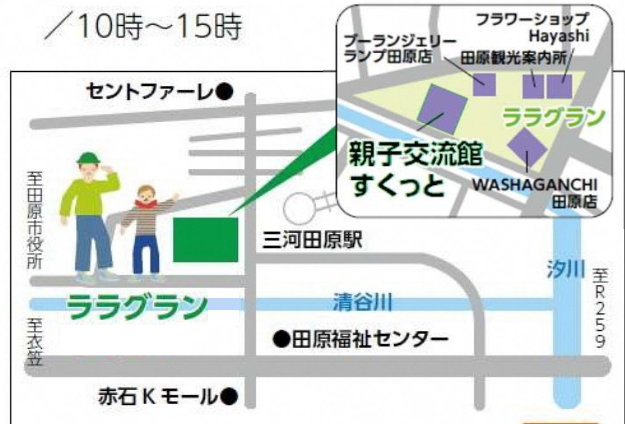 ／10時～15時
フラワーショップ
Hayashi
ブーランジェリー
ランプ田原店
田原観光案内所
ララグラン
親子交流館
すくっと
WASHAGANCHI
田原店
セントファーレ●
至田原市役所
三河田原駅
汐川
至R259
ララグラン
清谷川
至衣笠
●田原福祉センター
赤石Kモール●